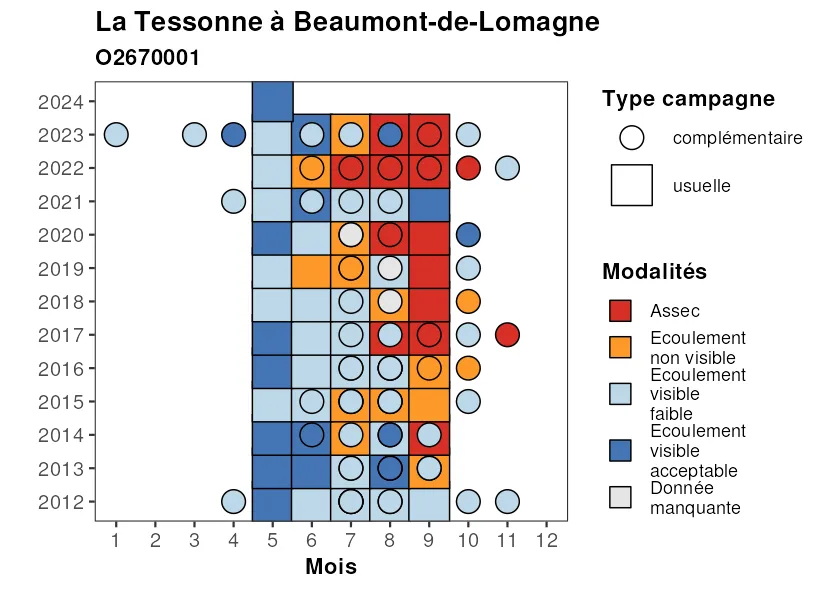 La Tessonne à Beaumont-de-Lomagne
O2670001
2024
2023
2022
2021
2020
2019
2018
2017
2016
2015
2014
2013
2012
1 2 3 4 5 6 7 8 9 10 11 12
Mois
Type campagne
complémentaire
usuelle
Modalités
Assec
Ecoulement
non visible
Ecoulement
visible
faible
Ecoulement
visible
acceptable
Donnée
manquante